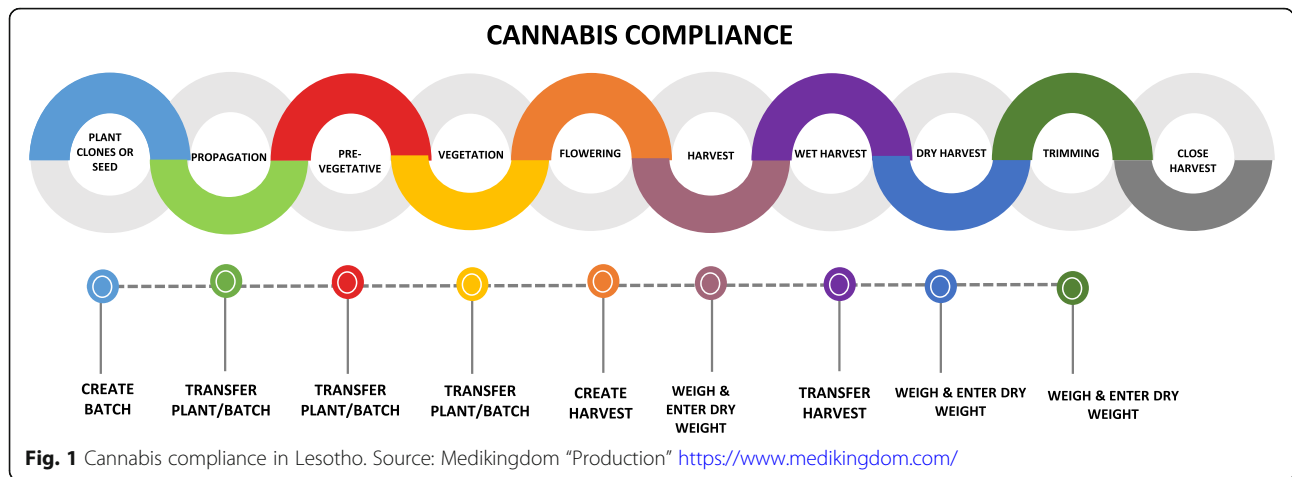 CANNABIS COMPLIANCE
PLANT
CLONES OR
SEED
PROPAGATION
PRE-
VEGETATIVE
VEGETATION
FLOWERING
HARVEST
WET HARVEST
DRY HARVEST
TRIMMING
CLOSE
HARVEST
CREATE
BATCH
TRANSFER
PLANT/BATCH
TRANSFER
PLANT/BATCH
TRANSFER
PLANT/BATCH
CREATE
HARVEST
WEIGH &
ENTER DRY
WEIGHT
TRANSFER
HARVEST
WEIGH & ENTER DRY
WEIGHT
WEIGH & ENTER DRY
WEIGHT
Fig. 1 Cannabis compliance in Lesotho. Source: Medikingdom “Production” https://www.medikingdom.com/